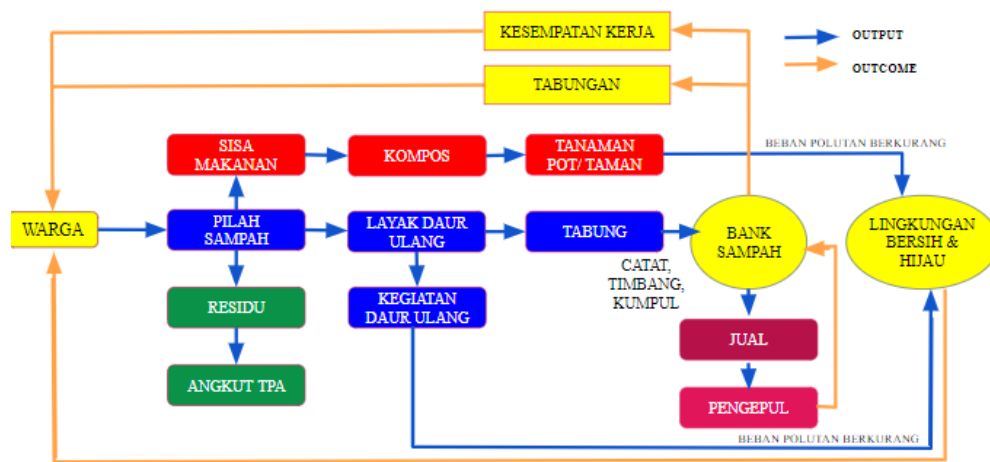 KESEMPATAN KERJA
OUTPUT
OUTCOME
TABUNGAN
SISA
MAKANAN
KOMPOS
TANAMAN
POT/ TAMAN
BEBAN POLUTAN BERKURANG
WARGA
PILAH
SAMPAH
LAYAK DAUR
ULANG
TABUNG
BANK
SAMPAH
LINGKUNGAN
BERSIH &
HIJAU
CATAT,
TIMBANG,
KUMPUL
RESIDU
KEGIATAN
DAUR ULANG
JUAL
ANGKUT TPA
PENGEPUL
BEBAN POLUTAN BERKURANG